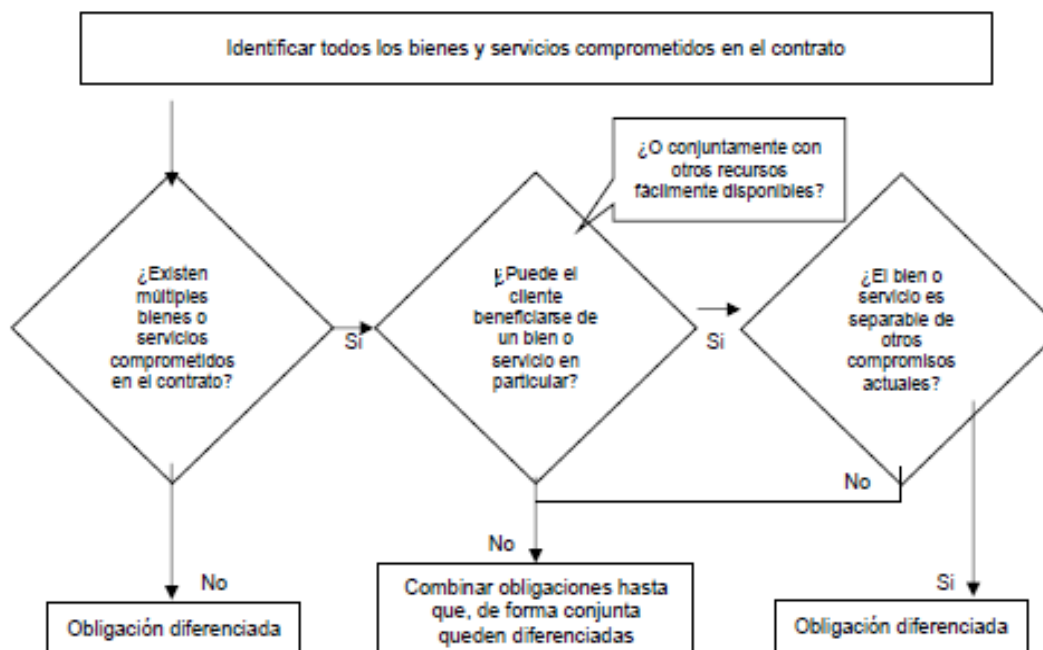 Identificar todos los bienes y servicios comprometidos en el contrato
¿O conjuntamente con
otros recursos
fácilmente disponibles?
¿Existen
múltiples
bienes o
servicios
comprometidos
en el contrato?
Si
¿Puede el
cliente
beneficiarse de
un bien o
servicio en
particular?
Si
¿El bien o
servicio es
separable de
otros
compromisos
actuales?
No
No
No
Si
Obligación diferenciada
Combinar obligaciones hasta
que, de forma conjunta
queden diferenciadas
Obligación diferenciada